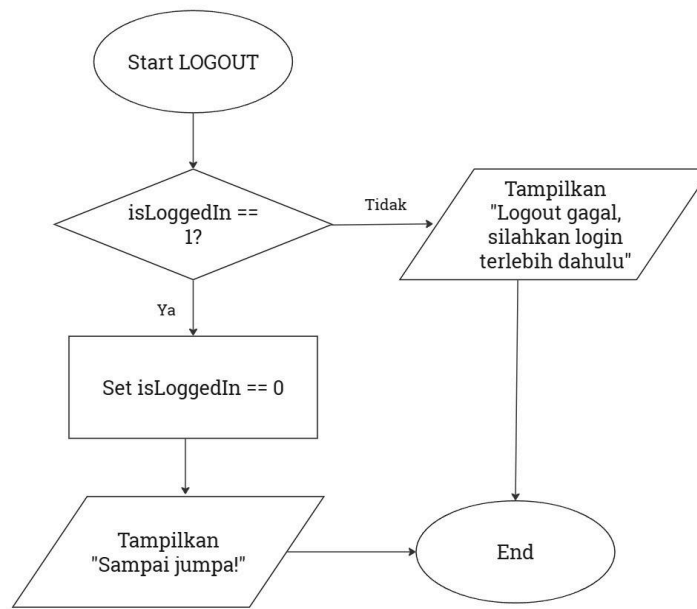 Start LOGOUT
isLoggedIn ==
1?
Tidak
Tampilkan
"Logout gagal,
silahkan login
terlebih dahulu"
Ya
Set isLoggedIn == 0
Tampilkan
"Sampai jumpa!"
End